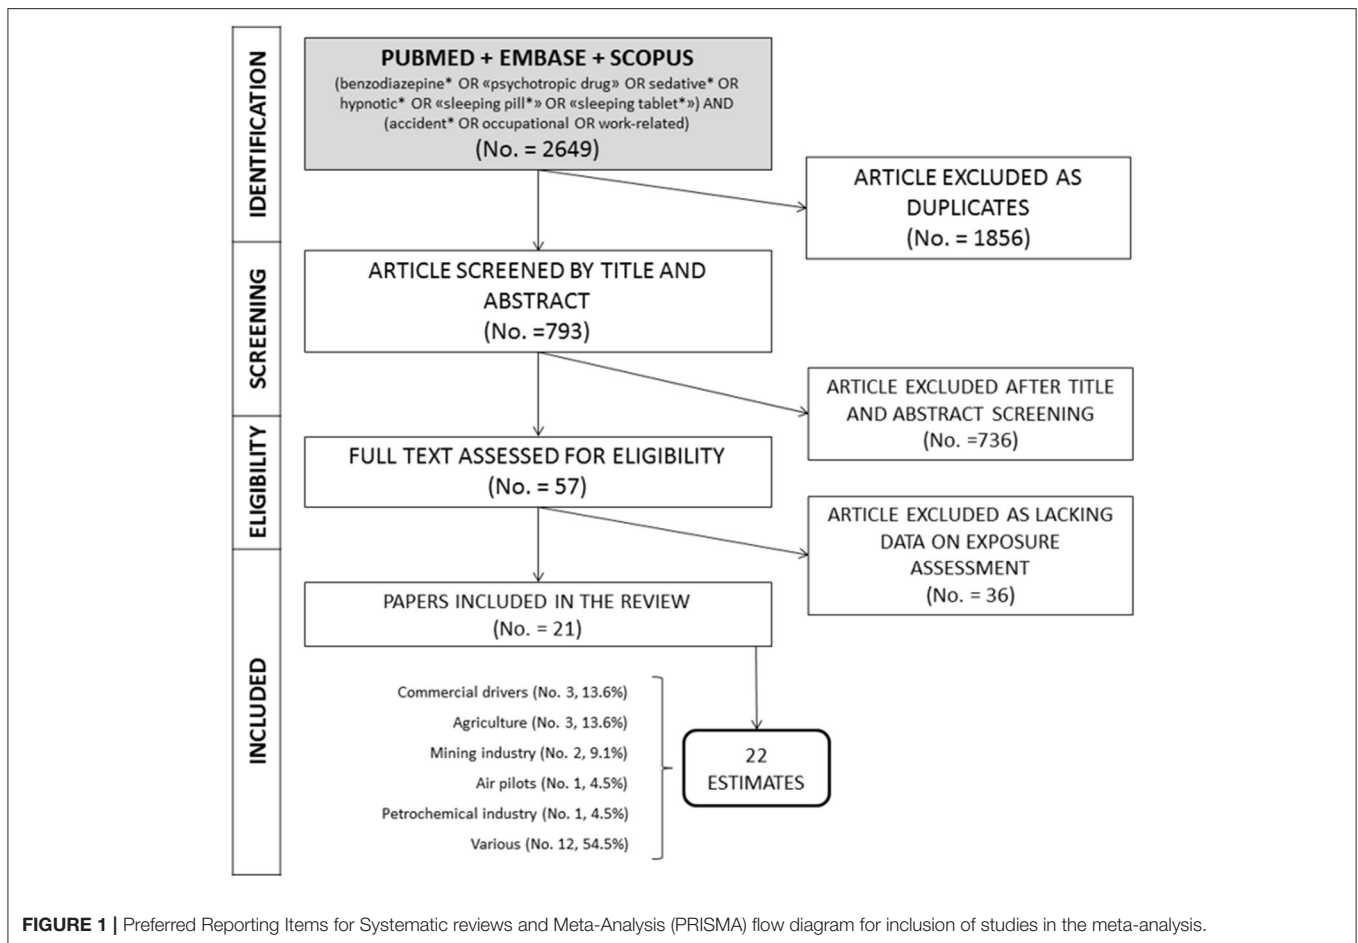 IDENTIFICATION
PUBMED + EMBASE + SCOPUS
(benzodiazepine* OR «psychotropic drug» OR sedative* OR
hypnotic* OR «sleeping pill*» OR «sleeping tablet*») AND
(accident* OR occupational OR work-related)
(No. = 2649)
ARTICLE EXCLUDED AS
DUPLICATES
(No. = 1856)
SCREENING
ARTICLE SCREENED BY TITLE AND
ABSTRACT
(No. =793)
ARTICLE EXCLUDED AFTER TITLE
AND ABSTRACT SCREENING
(No. =736)
ELIGIBILITY
FULL TEXT ASSESSED FOR ELIGIBILITY
(No. = 57)
ARTICLE EXCLUDED AS LACKING
DATA ON EXPOSURE
ASSESSMENT
(No. = 36)
INCLUDED
PAPERS INCLUDED IN THE REVIEW
(No. = 21)
Commercial drivers (No. 3, 13.6%)
Agriculture (No. 3, 13.6%)
Mining industry (No. 2, 9.1%)
Air pilots (No. 1, 4.5%)
Petrochemical industry (No. 1, 4.5%)
Various (No. 12, 54.5%)
22
ESTIMATES
FIGURE 1 | Preferred Reporting Items for Systematic reviews and Meta-Analysis (PRISMA) flow diagram for inclusion of studies in the meta-analysis.